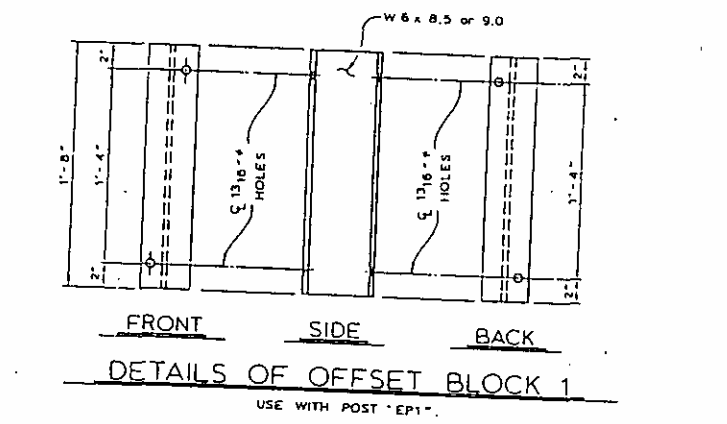 W 6 x 8.5 or 9.0
2"
1'-8"
1'-4"
2"
℄ 13/16" ϕ
HOLES
℄ 13/16" ϕ
HOLES
2"
1'-4"
2"
FRONT
SIDE
BACK
DETAILS OF OFFSET BLOCK 1
USE WITH POST "EP1".